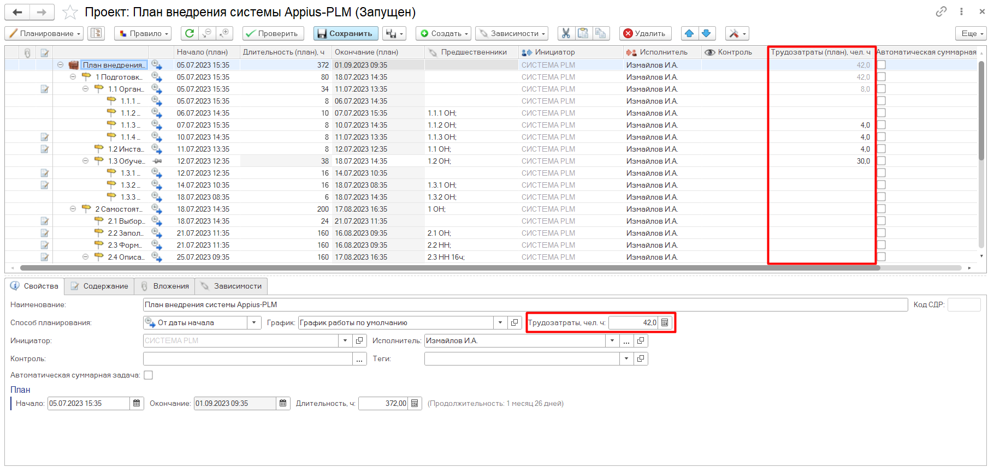 Проект: План внедрения системы Appius-PLM (Запущен)
Планирование Правило Проверить Сохранить Создать Зависимости Удалить Еще
Начало (план) Длительность (план), ч Окончание (план) Предшественники Инициатор Исполнитель Контроль Трудозатраты (план), чел. ч Автоматическая суммарная
План внедрения... 05.07.2023 15:35 372 01.09.2023 09:35 СИСТЕМА PLM Измайлов И.А. 42,0
1 Подготовк... 05.07.2023 15:35 80 18.07.2023 14:35 СИСТЕМА PLM Измайлов И.А. 42,0
1.1 Орган... 05.07.2023 15:35 34 11.07.2023 13:35 СИСТЕМА PLM Измайлов И.А. 8,0
1.1.1 ... 05.07.2023 15:35 8 06.07.2023 14:35 СИСТЕМА PLM Измайлов И.А.
1.1.2 ... 06.07.2023 14:35 10 07.07.2023 15:35 1.1.1 ОН; СИСТЕМА PLM Измайлов И.А.
1.1.3 ... 07.07.2023 15:35 8 10.07.2023 14:35 1.1.2 ОН; СИСТЕМА PLM Измайлов И.А. 4,0
1.1.4 ... 10.07.2023 14:35 8 11.07.2023 13:35 1.1.3 ОН; СИСТЕМА PLM Измайлов И.А. 4,0
1.2 Инста... 11.07.2023 13:35 8 12.07.2023 12:35 1.1 ОН; СИСТЕМА PLM Измайлов И.А. 4,0
1.3 Обуче... 12.07.2023 12:35 38 18.07.2023 14:35 1.2 ОН; СИСТЕМА PLM Измайлов И.А. 30,0
1.3.1 ... 12.07.2023 12:35 16 14.07.2023 10:35 СИСТЕМА PLM Измайлов И.А.
1.3.2 ... 14.07.2023 10:35 16 18.07.2023 08:35 1.3.1 ОН; СИСТЕМА PLM Измайлов И.А.
1.3.3 ... 18.07.2023 08:35 6 18.07.2023 14:35 1.3.2 ОН; СИСТЕМА PLM Измайлов И.А.
2 Самостоят... 18.07.2023 14:35 200 17.08.2023 16:35 1 ОН; СИСТЕМА PLM Измайлов И.А.
2.1 Выбор... 18.07.2023 14:35 24 21.07.2023 11:35 СИСТЕМА PLM Измайлов И.А.
2.2 Запол... 21.07.2023 11:35 160 16.08.2023 09:35 2.1 ОН; СИСТЕМА PLM Измайлов И.А.
2.3 Форм... 21.07.2023 11:35 160 16.08.2023 09:35 2.2 НН; СИСТЕМА PLM Измайлов И.А.
2.4 Описа... 25.07.2023 09:35 160 17.08.2023 16:35 2.3 НН 16ч; СИСТЕМА PLM Измайлов И.А.
Свойства Содержание Вложения Зависимости
Наименование: План внедрения системы Appius-PLM Код СДР:
Способ планирования: От даты начала График: График работы по умолчанию Трудозатраты, чел. ч: 42,0
Инициатор: СИСТЕМА PLM Исполнитель: Измайлов И.А. ...
Контроль: ... Теги:
Автоматическая суммарная задача:
План
Начало: 05.07.2023 15:35 Окончание: 01.09.2023 09:35 Длительность, ч: 372,00 (Продолжительность: 1 месяц 26 дней)